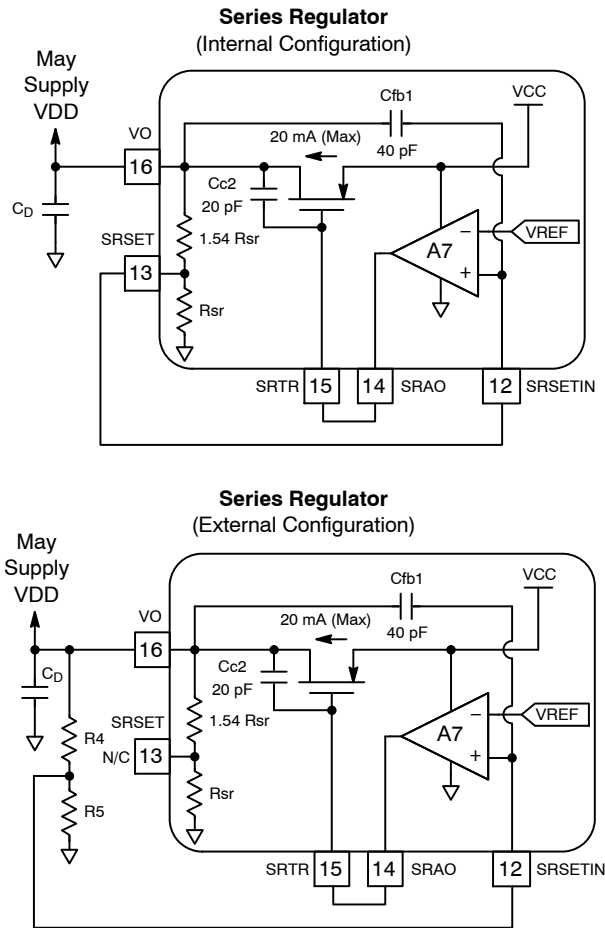 Series Regulator
(Internal Configuration)
May
Supply
VDD
VO
16
CD
SRSET
13
Cfb1
40 pF
VCC
20 mA (Max)
Cc2
20 pF
1.54 Rsr
Rsr
A7
−
+
VREF
SRTR
15
14
SRAO
12
SRSETIN
Series Regulator
(External Configuration)
May
Supply
VDD
VO
16
CD
R4
R5
SRSET
N/C
13
Cfb1
40 pF
VCC
20 mA (Max)
Cc2
20 pF
1.54 Rsr
Rsr
A7
−
+
VREF
SRTR
15
14
SRAO
12
SRSETIN